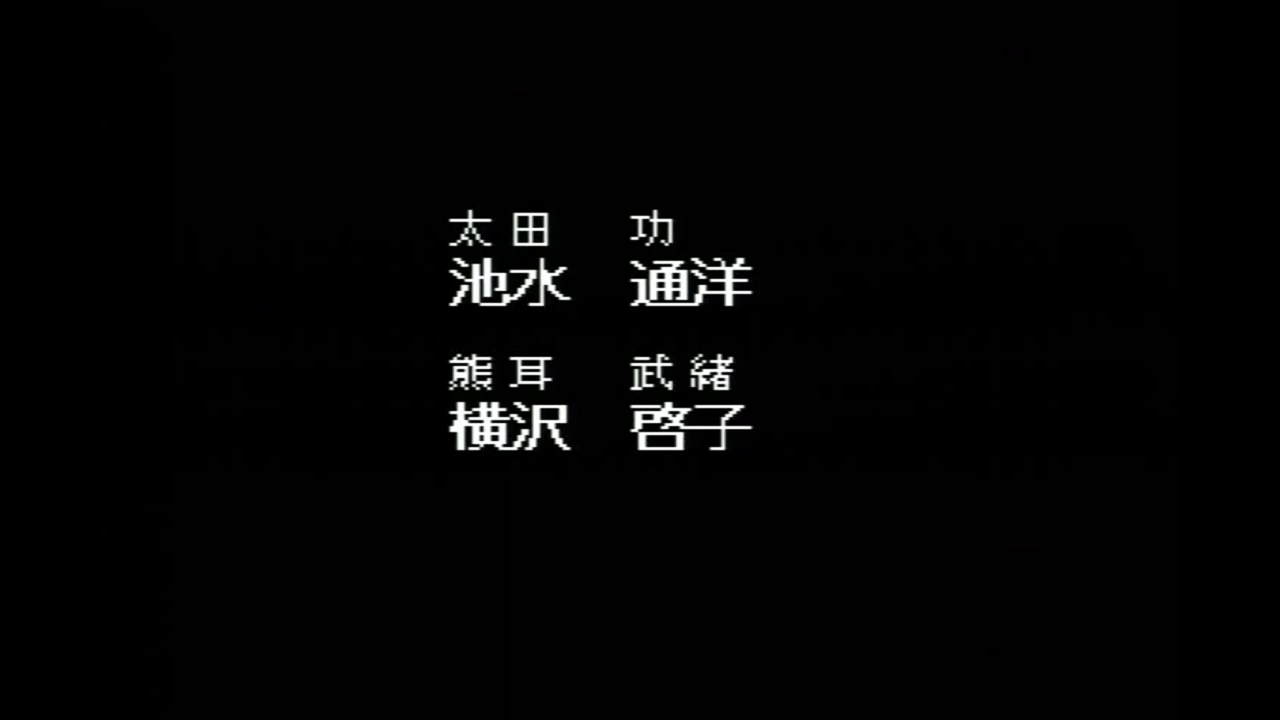 太田　功
池水　通洋
熊耳　武緒
横沢　啓子